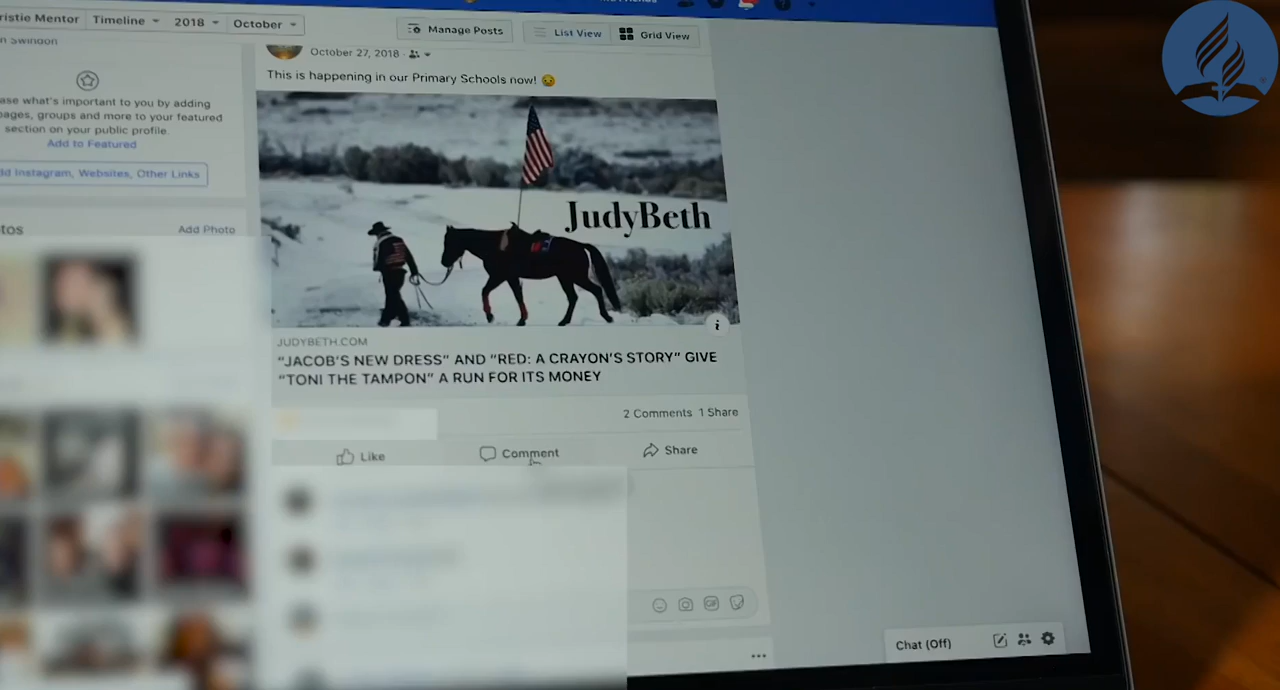 ristie Mentor Timeline 2018 October
Manage Posts List View Grid View
n Swindon
October 27, 2018
This is happening in our Primary Schools now!
ase what's important to you by adding
pages, groups and more to your featured
section on your public profile.
Add to Featured
dd Instagram, Websites, Other Links
tos Add Photo
JudyBeth
i
JUDYBETH.COM
"JACOB'S NEW DRESS" AND "RED: A CRAYON'S STORY" GIVE
"TONI THE TAMPON" A RUN FOR ITS MONEY
2 Comments 1 Share
Like Comment Share
GIF
Chat (Off)